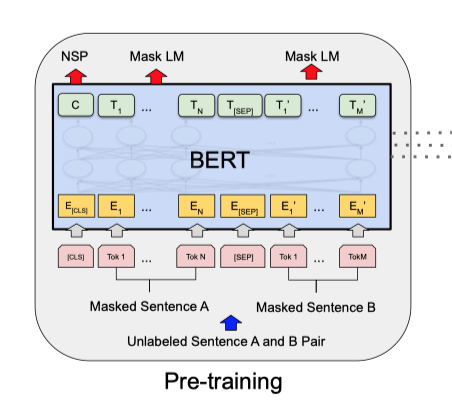 NSP Mask LM Mask LM
C T1 ... TN T[SEP] T1' ... TM'
BERT
E[CLS] E1 ... EN E[SEP] E1' ... EM'
[CLS] Tok 1 ... Tok N [SEP] Tok 1 ... TokM
Masked Sentence A Masked Sentence B
Unlabeled Sentence A and B Pair
Pre-training